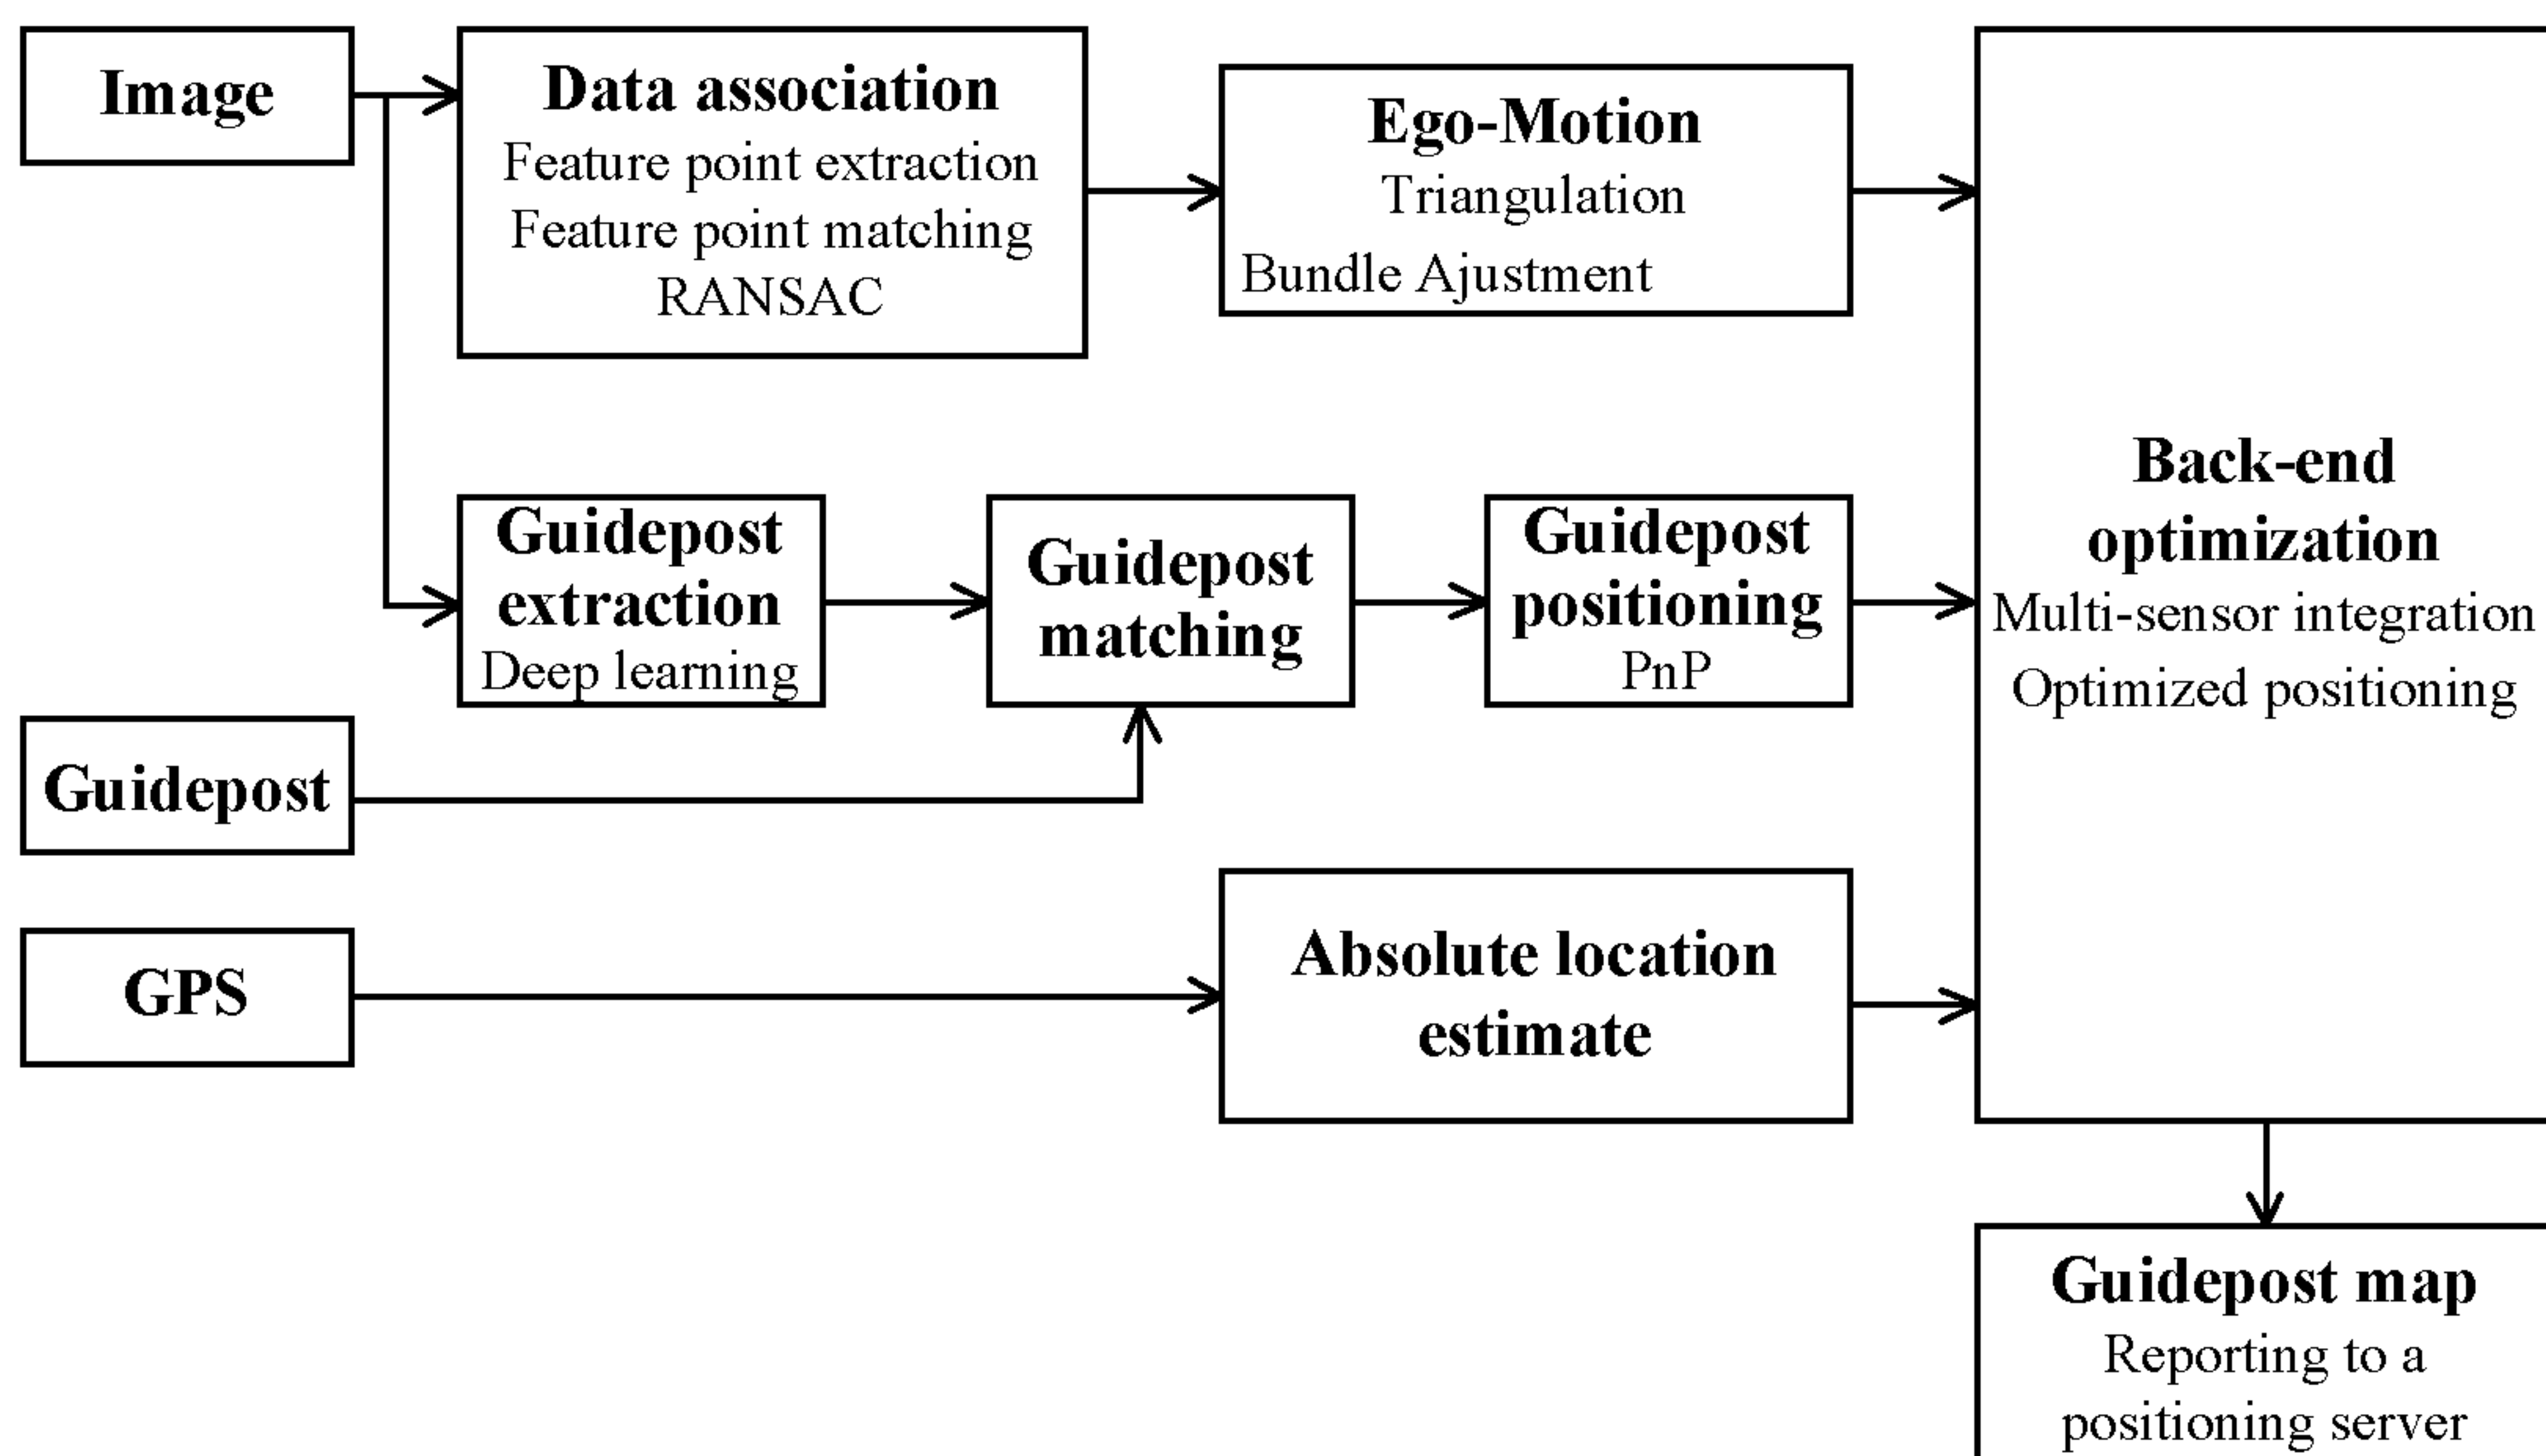 Image
Data association
Feature point extraction
Feature point matching
RANSAC
Ego-Motion
Triangulation
Bundle Ajustment
Guidepost
extraction
Deep learning
Guidepost
matching
Guidepost
positioning
PnP
Back-end
optimization
Multi-sensor integration
Optimized positioning
Guidepost
GPS
Absolute location
estimate
Guidepost map
Reporting to a
positioning server